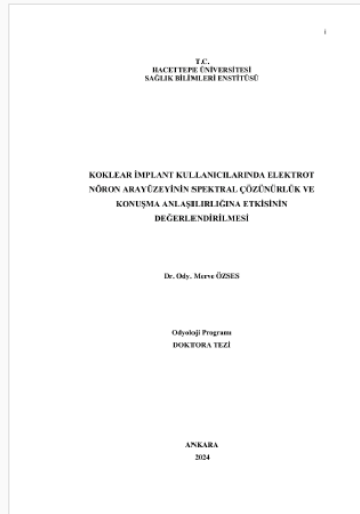 i
T.C.
HACETTEPE ÜNİVERSİTESİ
SAĞLIK BİLİMLERİ ENSTİTÜSÜ
KOKLEAR İMPLANT KULLANICILARINDA ELEKTROT
NÖRON ARAYÜZEYİNİN SPEKTRAL ÇÖZÜNÜRLÜK VE
KONUŞMA ANLAŞILIRLIĞINA ETKİSİNİN
DEĞERLENDİRİLMESİ
Dr. Ody. Merve ÖZSES
Odyoloji Programı
DOKTORA TEZİ
ANKARA
2024